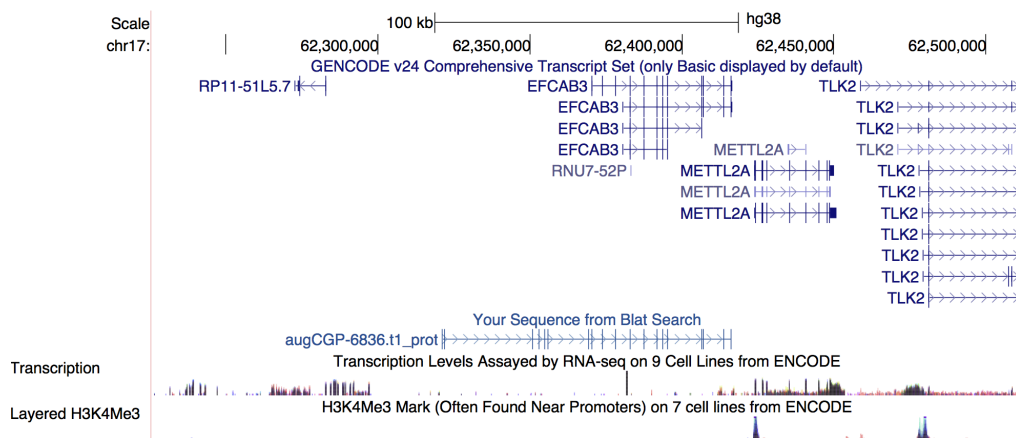 Scale 100 kb hg38
chr17: 62,300,000 62,350,000 62,400,000 62,450,000 62,500,000
GENCODE v24 Comprehensive Transcript Set (only Basic displayed by default)
RP11-51L5.7 EFCAB3 TLK2
EFCAB3 TLK2
EFCAB3 TLK2
EFCAB3 METTL2A TLK2
RNU7-52P METTL2A TLK2
METTL2A TLK2
METTL2A TLK2
TLK2
TLK2
TLK2
TLK2
Your Sequence from Blat Search
augCGP-6836.t1_prot
Transcription Levels Assayed by RNA-seq on 9 Cell Lines from ENCODE
Transcription
Layered H3K4Me3 H3K4Me3 Mark (Often Found Near Promoters) on 7 cell lines from ENCODE